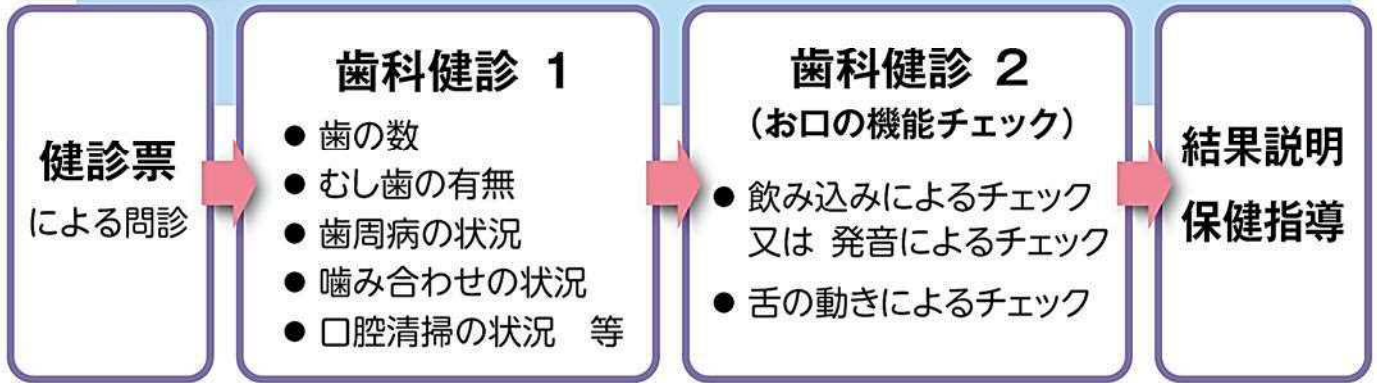 健診票
による問診
歯科健診 1
● 歯の数
● むし歯の有無
● 歯周病の状況
● 噛み合わせの状況
● 口腔清掃の状況 等
歯科健診 2
(お口の機能チェック)
● 飲み込みによるチェック
又は 発音によるチェック
● 舌の動きによるチェック
結果説明
保健指導